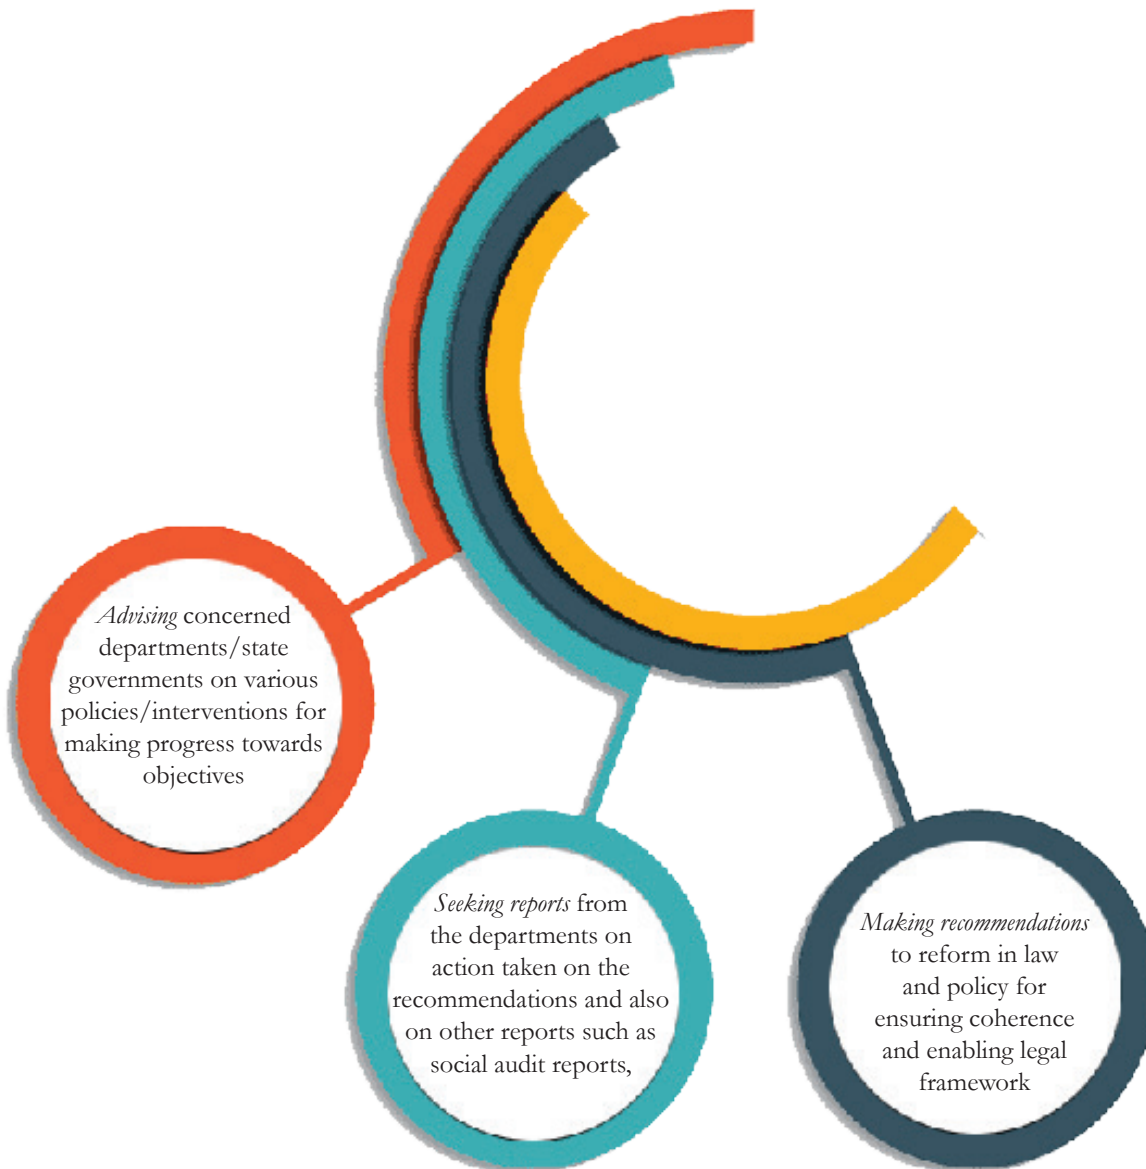 Advising concerned
departments/state
governments on various
policies/interventions for
making progress towards
objectives
Seeking reports from
the departments on
action taken on the
recommendations and also
on other reports such as
social audit reports,
Making recommendations
to reform in law
and policy for
ensuring coherence
and enabling legal
framework